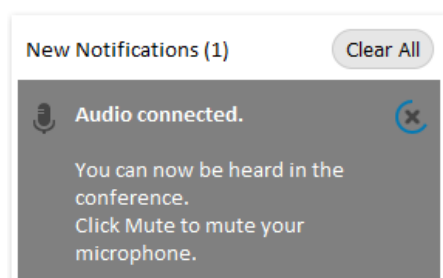 New Notifications (1) Clear All
Audio connected.
You can now be heard in the
conference.
Click Mute to mute your
microphone.